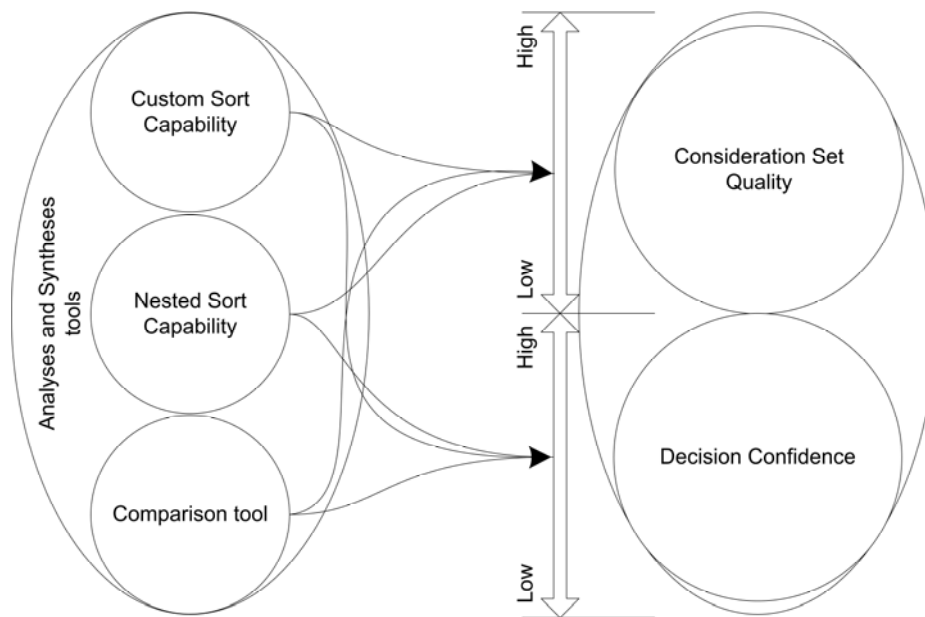 Analyses and Syntheses
tools
Custom Sort
Capability
Nested Sort
Capability
Comparison tool
High
Low
High
Low
Consideration Set
Quality
Decision Confidence